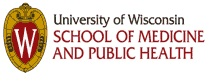 W
University of Wisconsin
SCHOOL OF MEDICINE
AND PUBLIC HEALTH